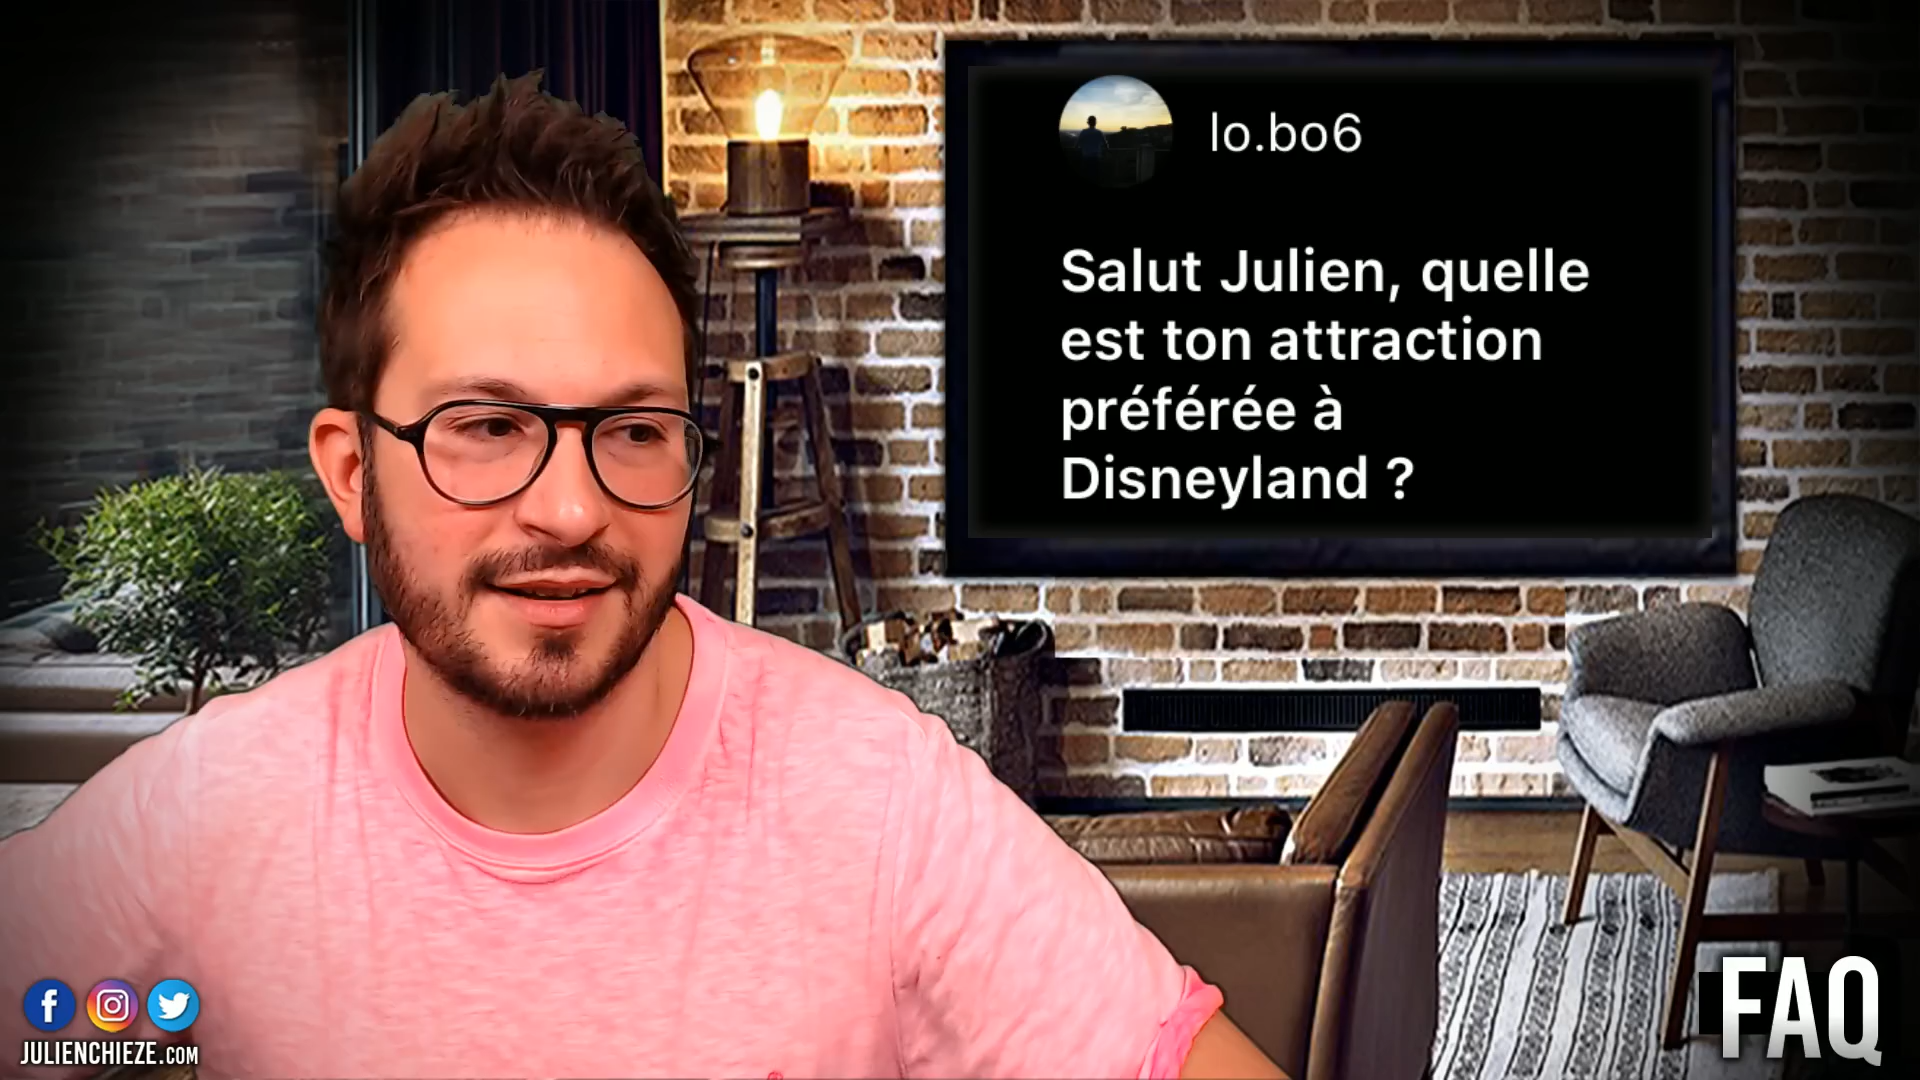 lo.bo6
Salut Julien, quelle
est ton attraction
préférée à
Disneyland ?
JULIENCHIEZE.COM
FAQ